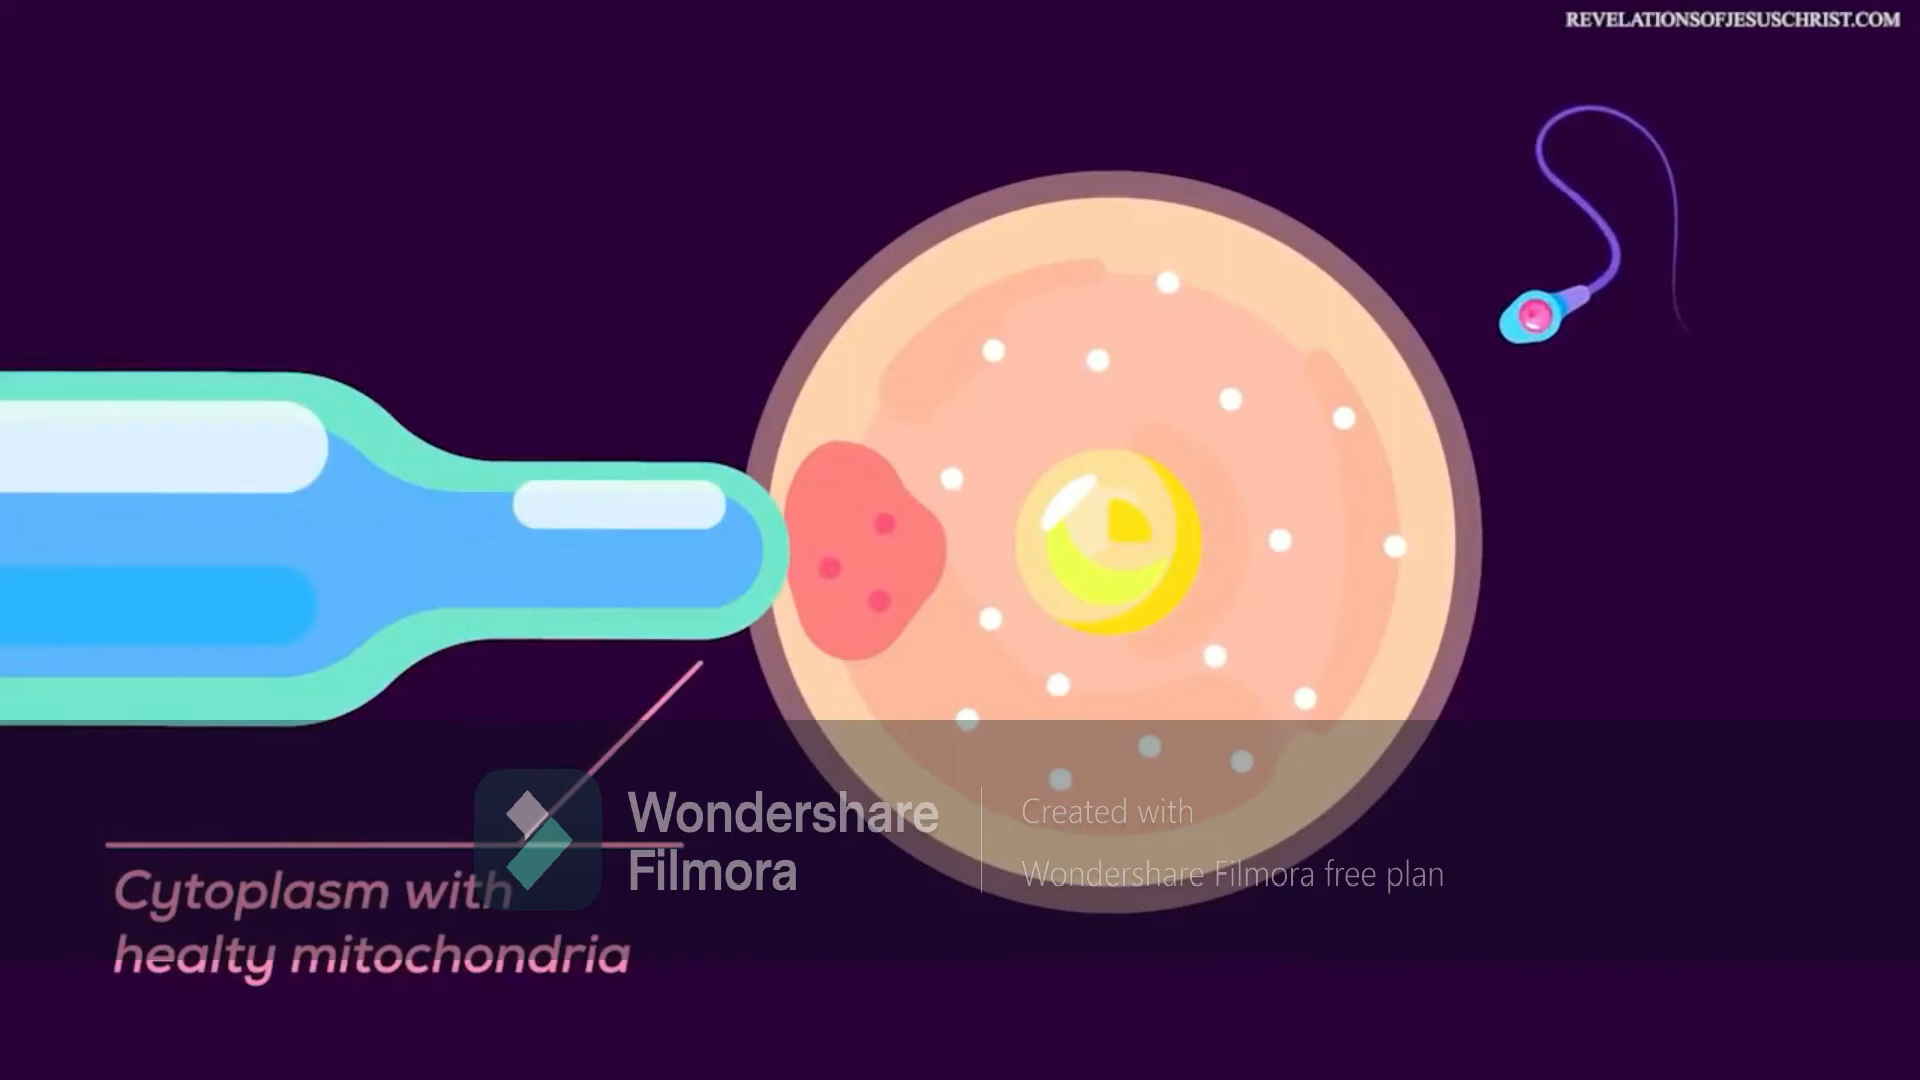 REVELATIONSOFJESUSCHRIST.COM
Wondershare
Filmora
Created with
Wondershare Filmora free plan
Cytoplasm with
healty mitochondria